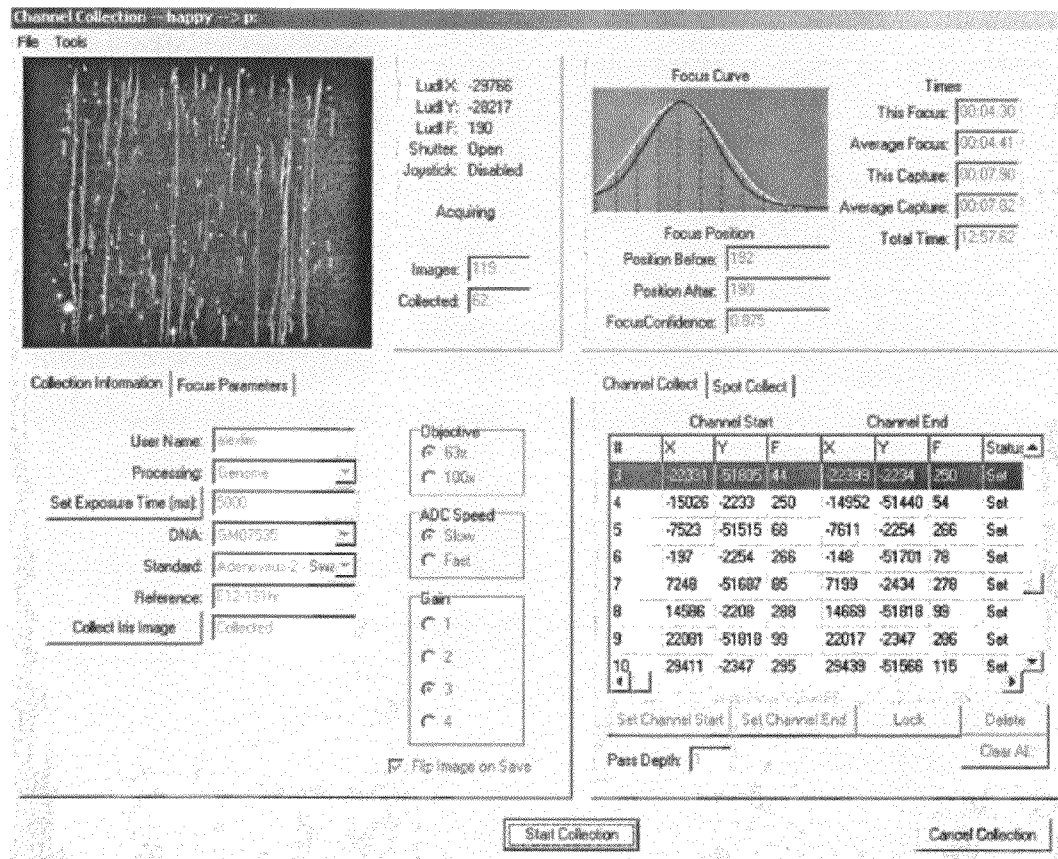 Channel Collection -- happy --> p:
File Tools
Ludl X: -29766
Ludl Y: -28217
Ludl F: 190
Shutter: Open
Joystick: Disabled
Acquiring
Images: 119
Collected: 62
Focus Curve
Focus Position
Position Before: 192
Position After: 190
FocusConfidence: 0.875
Times
This Focus: 00:04.30
Average Focus: 00:04.41
This Capture: 00:07.90
Average Capture: 00:07.82
Total Time: 12:57.62
Collection Information Focus Parameters
User Name:
Processing: Genome
Set Exposure Time (ms): 5000
DNA: GM07535
Standard: Adenovirus-2 -
Reference: E12-131hr
Collect Iris Image Collected
Objective
63x
100x
ADC Speed
Slow
Fast
Gain
1
2
3
4
Flip Image on Save
Channel Collect Spot Collect
Channel Start Channel End
# X Y F X Y F Status
3 44 -2234 250 Set
4 -15026 -2233 250 -14952 -51440 54 Set
5 -7523 -51515 68 -7611 -2254 266 Set
6 -197 -2254 266 -148 -51701 78 Set
7 7248 -51687 85 7199 -2434 278 Set
8 14586 -2208 288 14668 -51818 99 Set
9 22081 -51818 99 22017 -2347 296 Set
10 29411 -2347 295 29439 -51566 115 Set
Set Channel Start Set Channel End Lock Delete
Pass Depth: 1 Clear All
Start Collection Cancel Collection